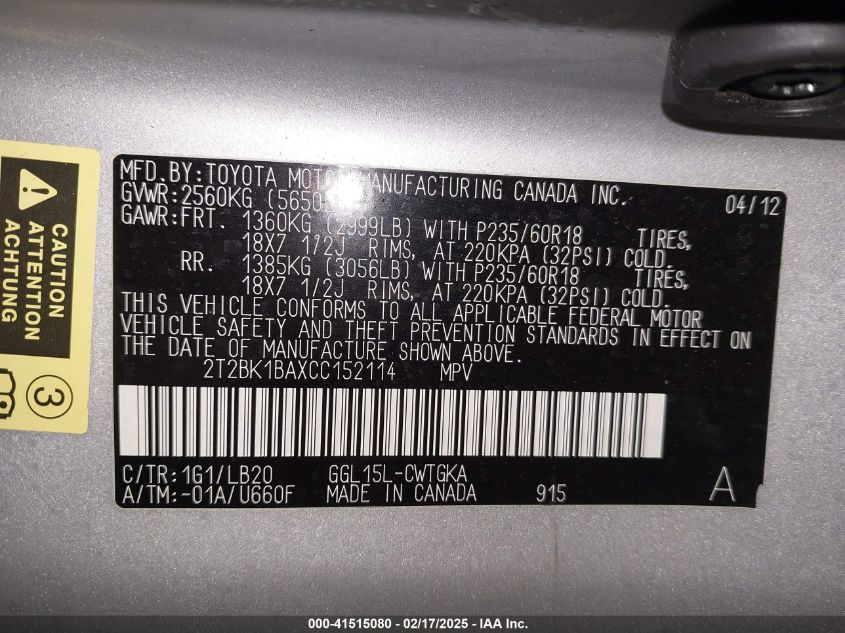 MFD.BY:TOYOTA MOTOR MANUFACTURING CANADA INC.
04/12
GVWR:2560KG (5650
GAWR:FRT. 1360KG (2999LB) WITH P235/60R18 TIRES,
18X7 1/2J RIMS, AT 220KPA (32PSI) COLD.
RR. 1385KG (3056LB) WITH P235/60R18 TIRES,
18X7 1/2J RIMS, AT 220KPA (32PSI) COLD.
THIS VEHICLE CONFORMS TO ALL APPLICABLE FEDERAL MOTOR
VEHICLE SAFETY AND THEFT PREVENTION STANDARDS IN EFFECT ON
THE DATE OF MANUFACTURE SHOWN ABOVE.
2T2BK1BAXCC152114 MPV
C/TR:1G1/LB20 GGL15L-CWTGKA
A/TM:-01A/U660F MADE IN CANADA 915 A
CAUTION
ATTENTION
ACHTUNG
3
000-41515080 - 02/17/2025 - IAA Inc.